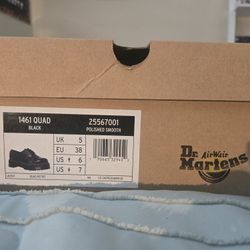 1461 QUAD 25567001
BLACK POLISHED SMOOTH
UK 5
EU 38
US 6
US 7
Dr.
AirWair
Martens